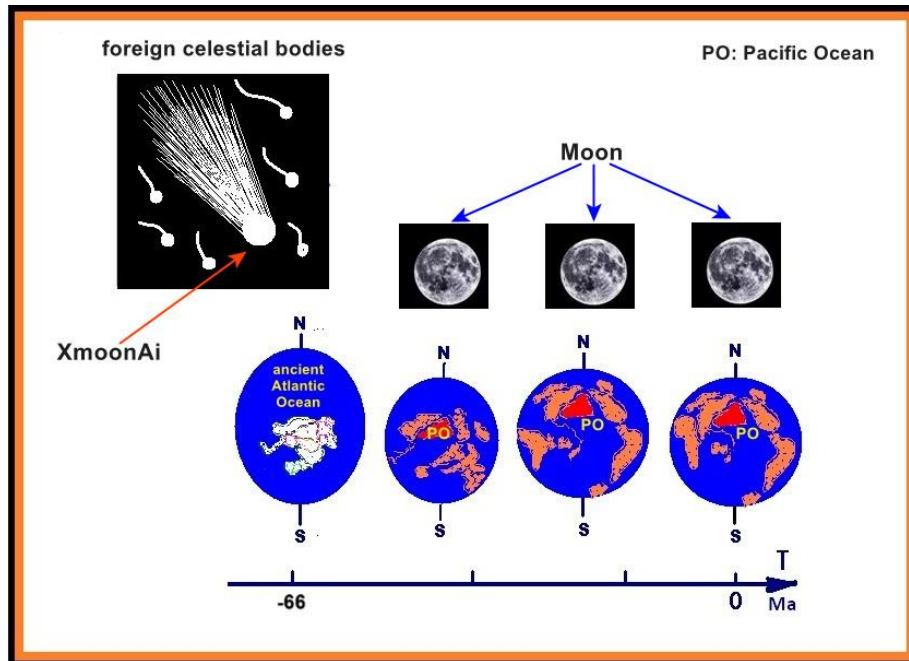 foreign celestial bodies
PO: Pacific Ocean
Moon
XmoonAi
N
ancient
Atlantic
Ocean
S
N
PO
S
N
PO
S
N
PO
S
T
-66
0
Ma